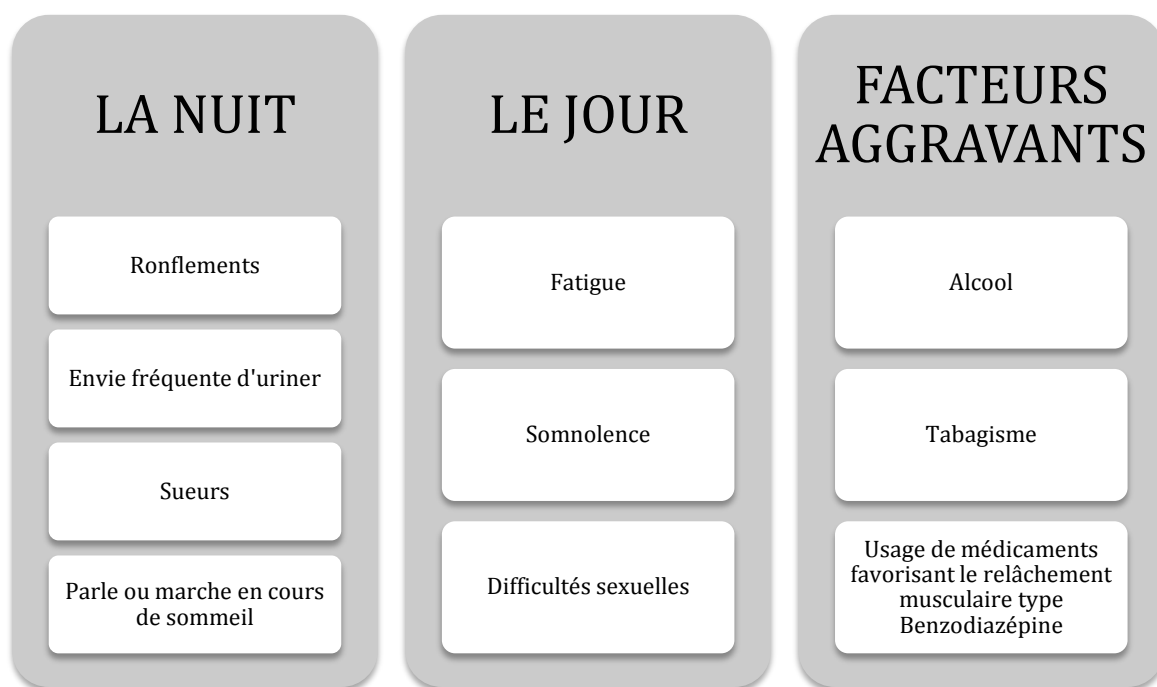 LA NUIT
Ronflements
Envie fréquente d'uriner
Sueurs
Parle ou marche en cours
de sommeil
LE JOUR
Fatigue
Somnolence
Difficultés sexuelles
FACTEURS
AGGRAVANTS
Alcool
Tabagisme
Usage de médicaments
favorisant le relâchement
musculaire type
Benzodiazépine